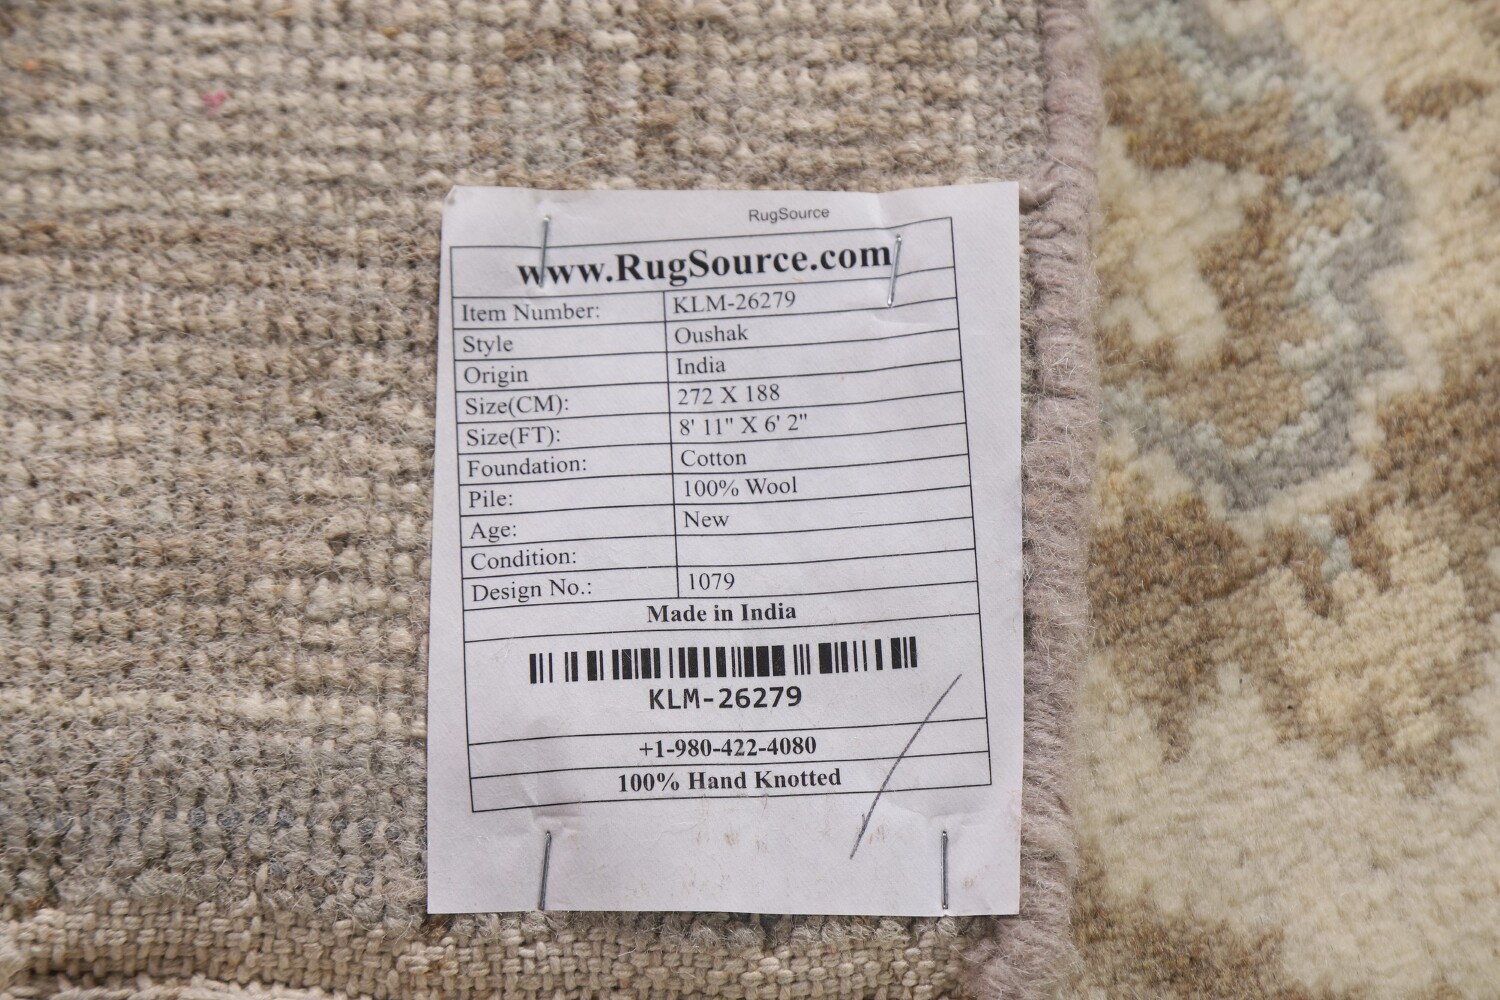 RugSource
www.RugSource.com
Item Number: KLM-26279
Style Oushak
Origin India
Size(CM): 272 X 188
Size(FT): 8' 11" X 6' 2"
Foundation: Cotton
Pile: 100% Wool
Age: New
Condition:
Design No.: 1079
Made in India
KLM-26279
+1-980-422-4080
100% Hand Knotted